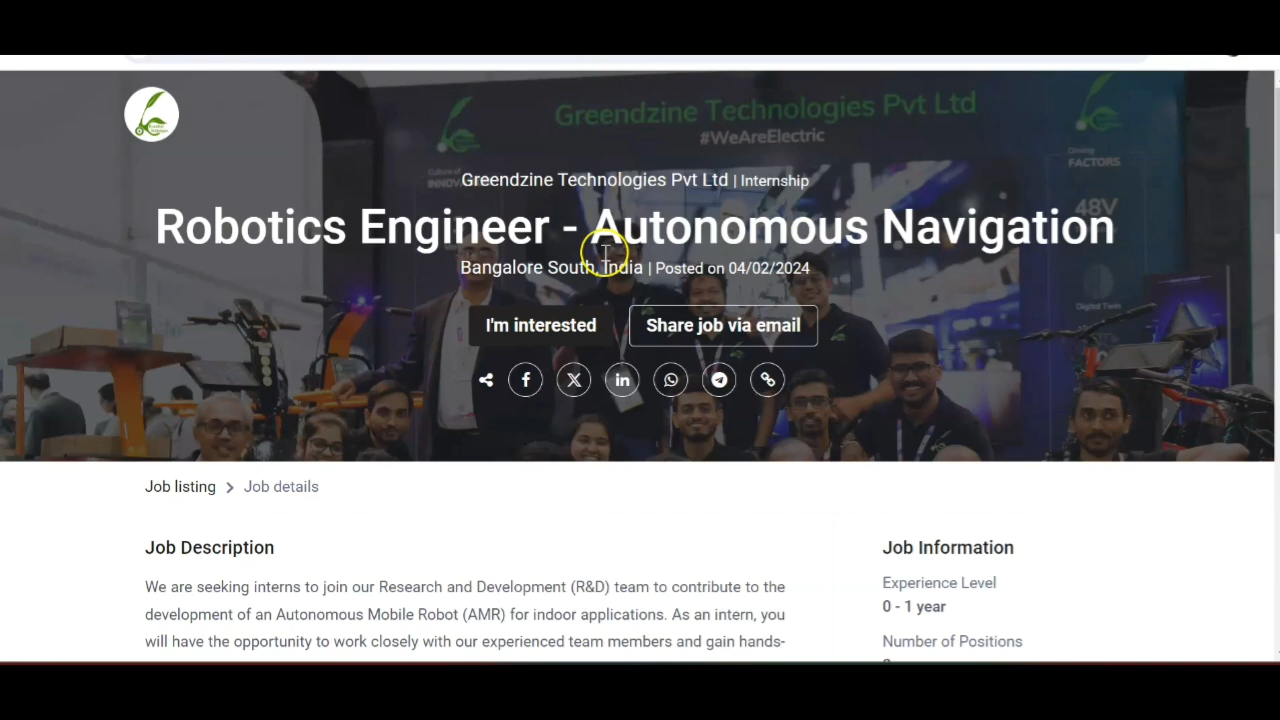 Greendzine Technologies Pvt Ltd
#WeAreElectric
FACTORS
48V
Digital Twin
Greendzine Technologies Pvt Ltd | Internship
Robotics Engineer - Autonomous Navigation
Bangalore South, India | Posted on 04/02/2024
I'm interested
Share job via email
Job listing > Job details
Job Description
We are seeking interns to join our Research and Development (R&D) team to contribute to the
development of an Autonomous Mobile Robot (AMR) for indoor applications. As an intern, you
will have the opportunity to work closely with our experienced team members and gain hands-
Job Information
Experience Level
0 - 1 year
Number of Positions